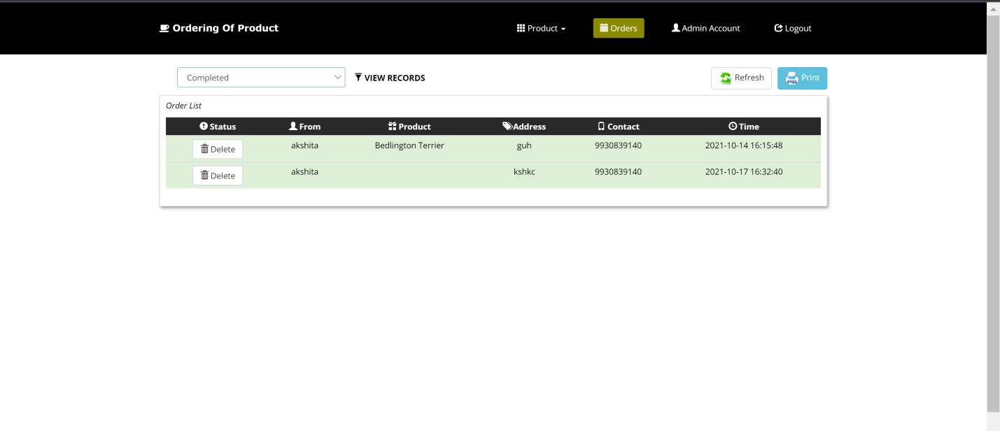 Ordering Of Product Product Orders Admin Account Logout
Completed VIEW RECORDS Refresh Print
Order List
Status From Product Address Contact Time
Delete akshita Bedlington Terrier guh 9930839140 2021-10-14 16:15:48
Delete akshita kshkc 9930839140 2021-10-17 16:32:40